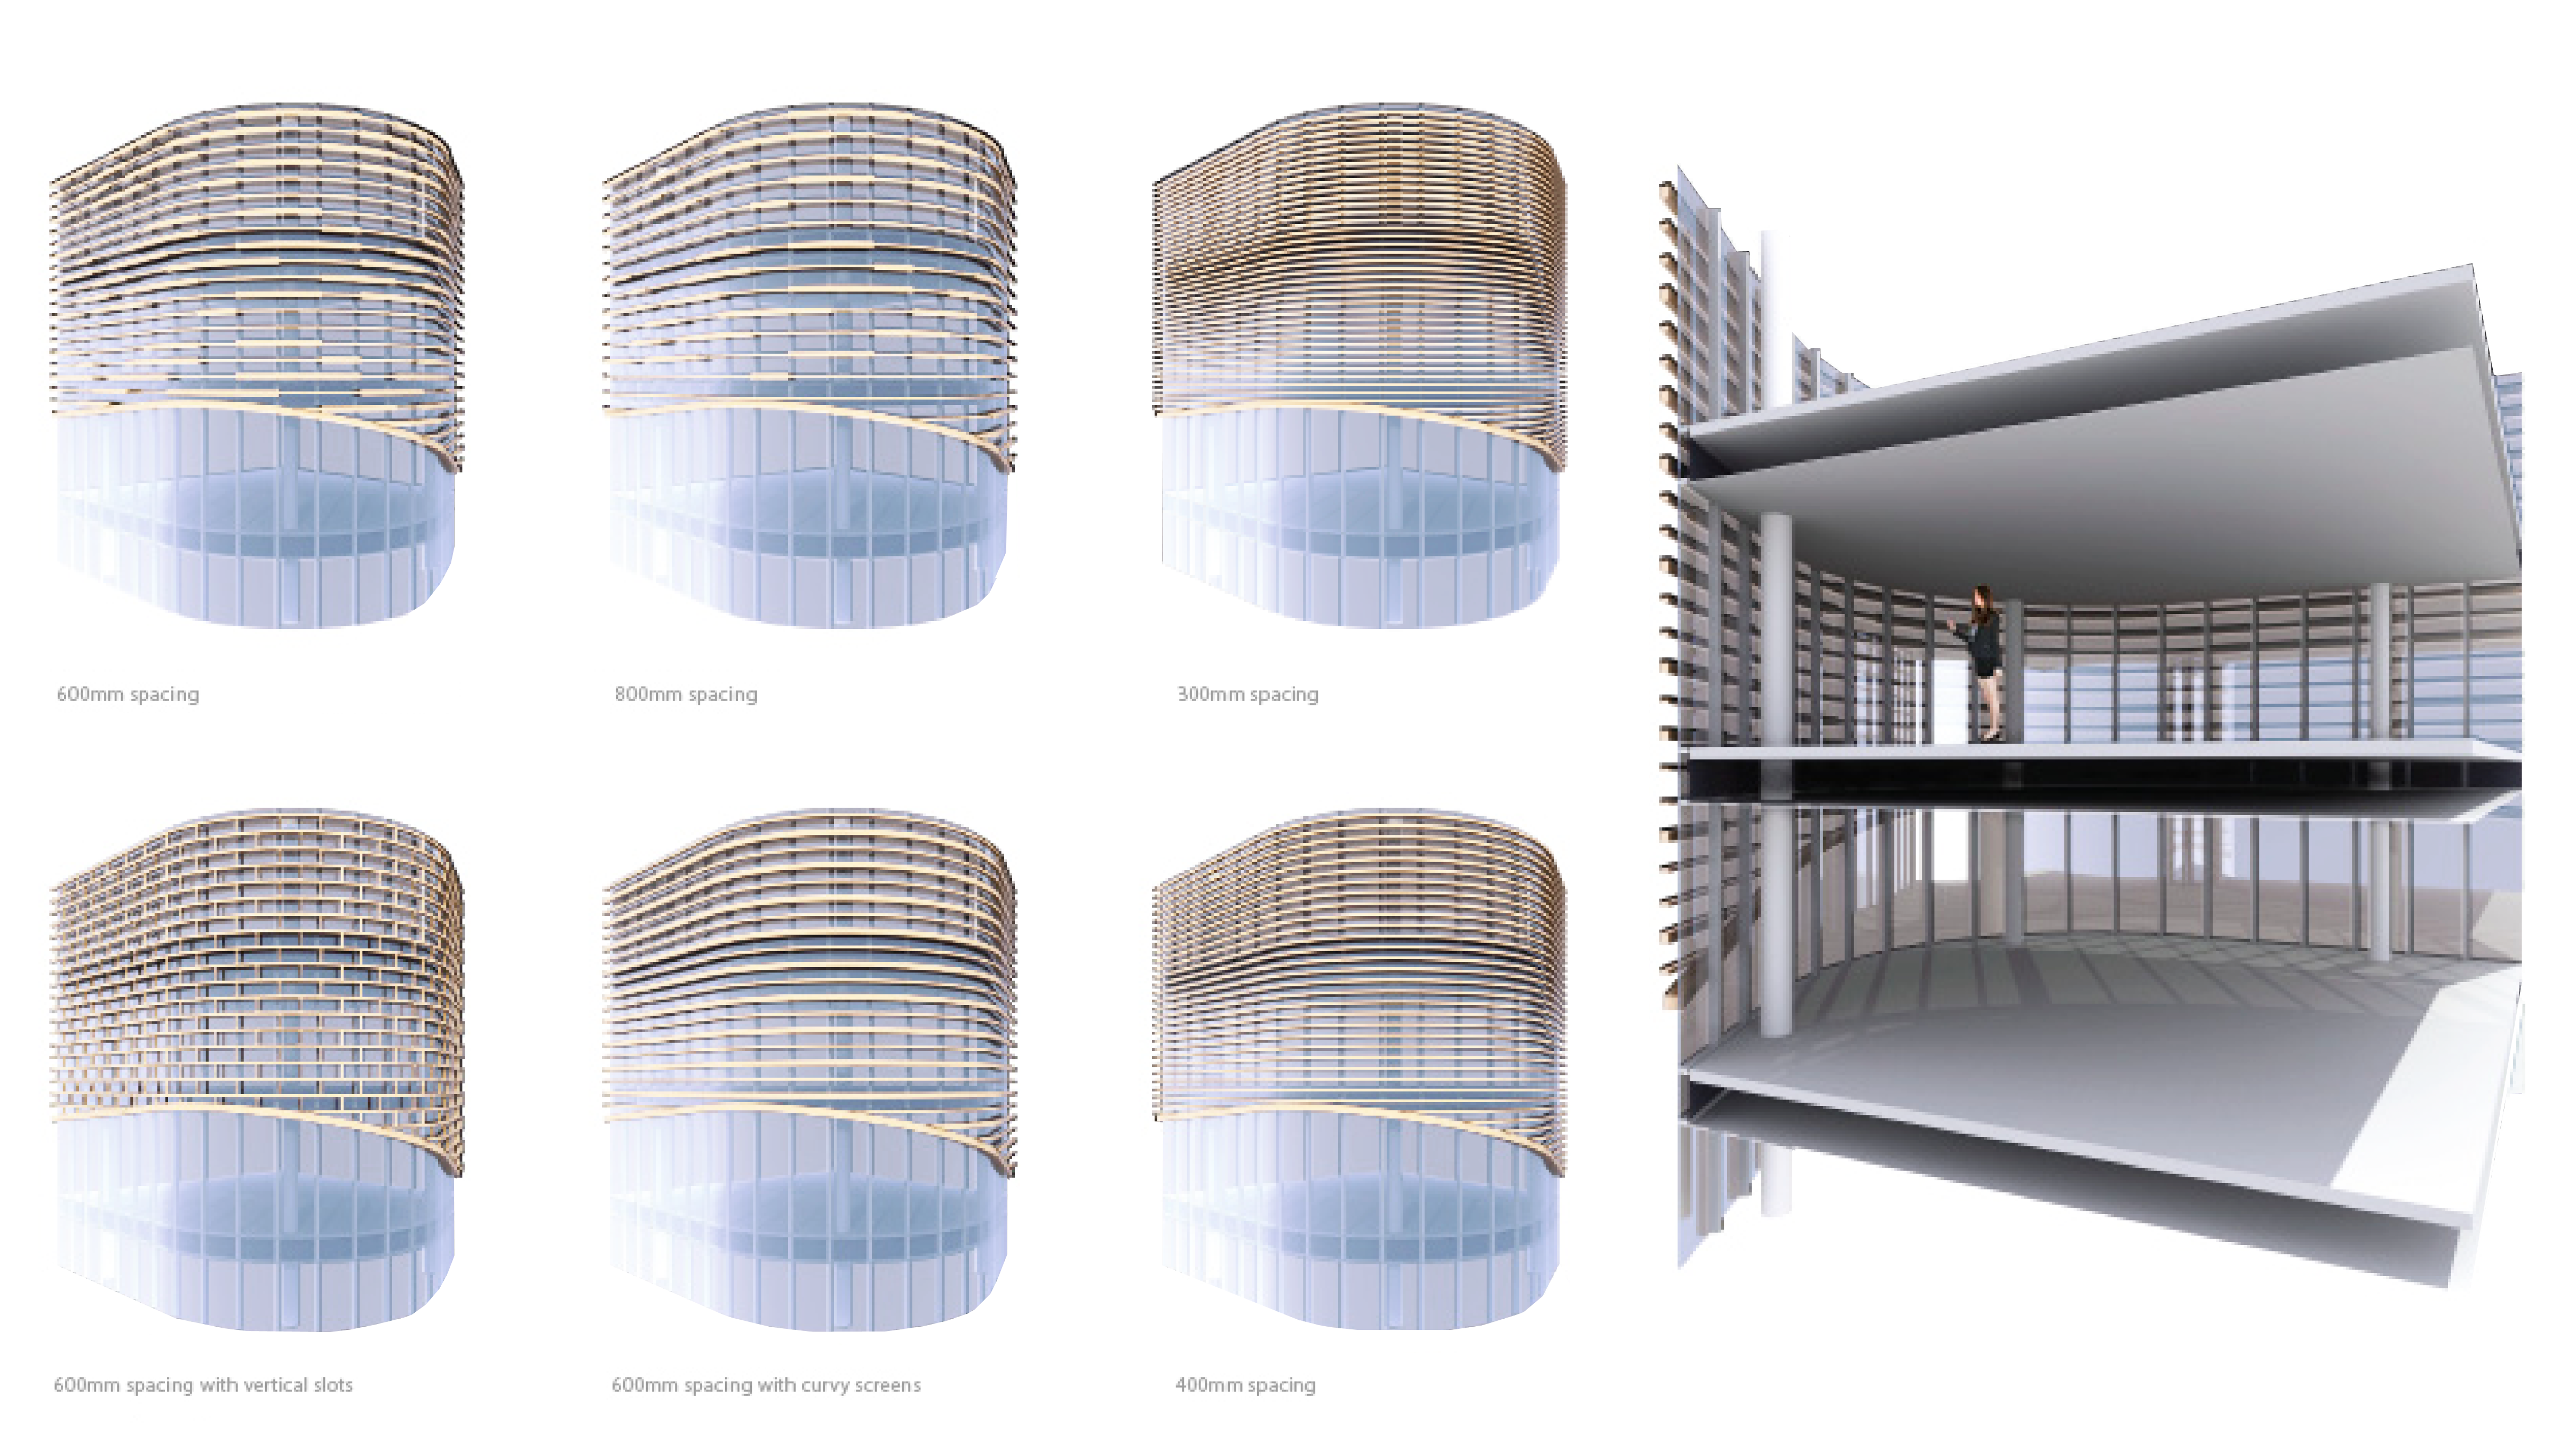 600mm spacing
800mm spacing
300mm spacing
600mm spacing with vertical slots
600mm spacing with curvy screens
400mm spacing